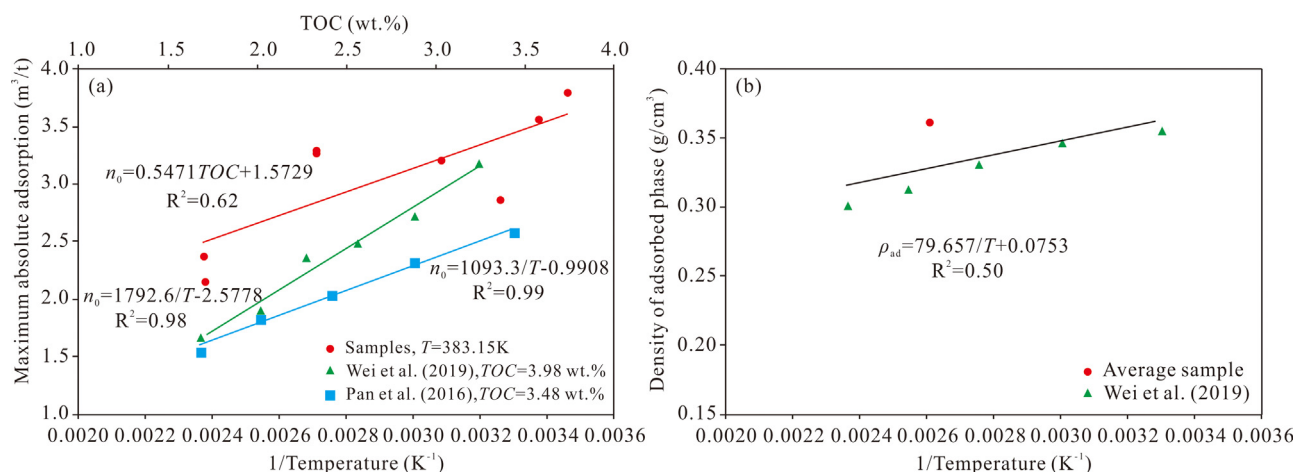 TOC (wt.%)
1.0 1.5 2.0 2.5 3.0 3.5 4.0
(a)
Maxiximum absolute adsorption (m³/t)
4.0
3.5
3.0
2.5
2.0
1.5
1.0
n₀=0.5471TOC+1.5729
R²=0.62
n₀=1792.6/T-2.5778
R²=0.98
n₀=1093.3/T-0.9908
R²=0.99
Samples, T=383.15K
Wei et al. (2019),TOC=3.98 wt.%
Pan et al. (2016),TOC=3.48 wt.%
0.0020 0.0022 0.0024 0.0026 0.0028 0.0030 0.0032 0.0034 0.0036
1/Temperature (K⁻¹)
(b)
Density of adsorbed phase (g/cm³)
0.40
0.35
0.30
0.25
0.20
0.15
ρad=79.657/T+0.0753
R²=0.50
Average sample
Wei et al. (2019)
0.0020 0.0022 0.0024 0.0026 0.0028 0.0030 0.0032 0.0034 0.0036
1/Temperature (K⁻¹)